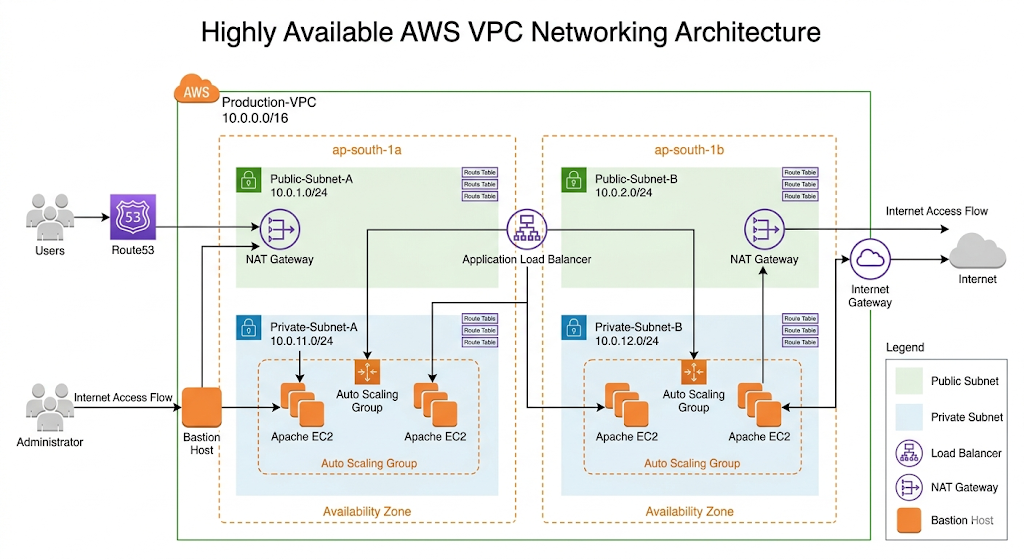 Highly Available AWS VPC Networking Architecture
AWS
Production-VPC
10.0.0.0/16
ap-south-1a
Public-Subnet-A
10.0.1.0/24
Route Table
Route Table
Route Table
NAT Gateway
ap-south-1b
Public-Subnet-B
10.0.2.0/24
Route Table
Route Table
Route Table
NAT Gateway
Users
53
Route53
Application Load Balancer
Internet Access Flow
Internet
Internet
Gateway
Private-Subnet-A
10.0.11.0/24
Route Table
Route Table
Route Table
Auto Scaling
Group
Apache EC2
Apache EC2
Auto Scaling Group
Availability Zone
Private-Subnet-B
10.0.12.0/24
Route Table
Route Table
Route Table
Auto Scaling
Group
Apache EC2
Apache EC2
Auto Scaling Group
Availability Zone
Internet Access Flow
Administrator
Bastion
Host
Legend
Public Subnet
Private Subnet
Load Balancer
NAT Gateway
Bastion Host